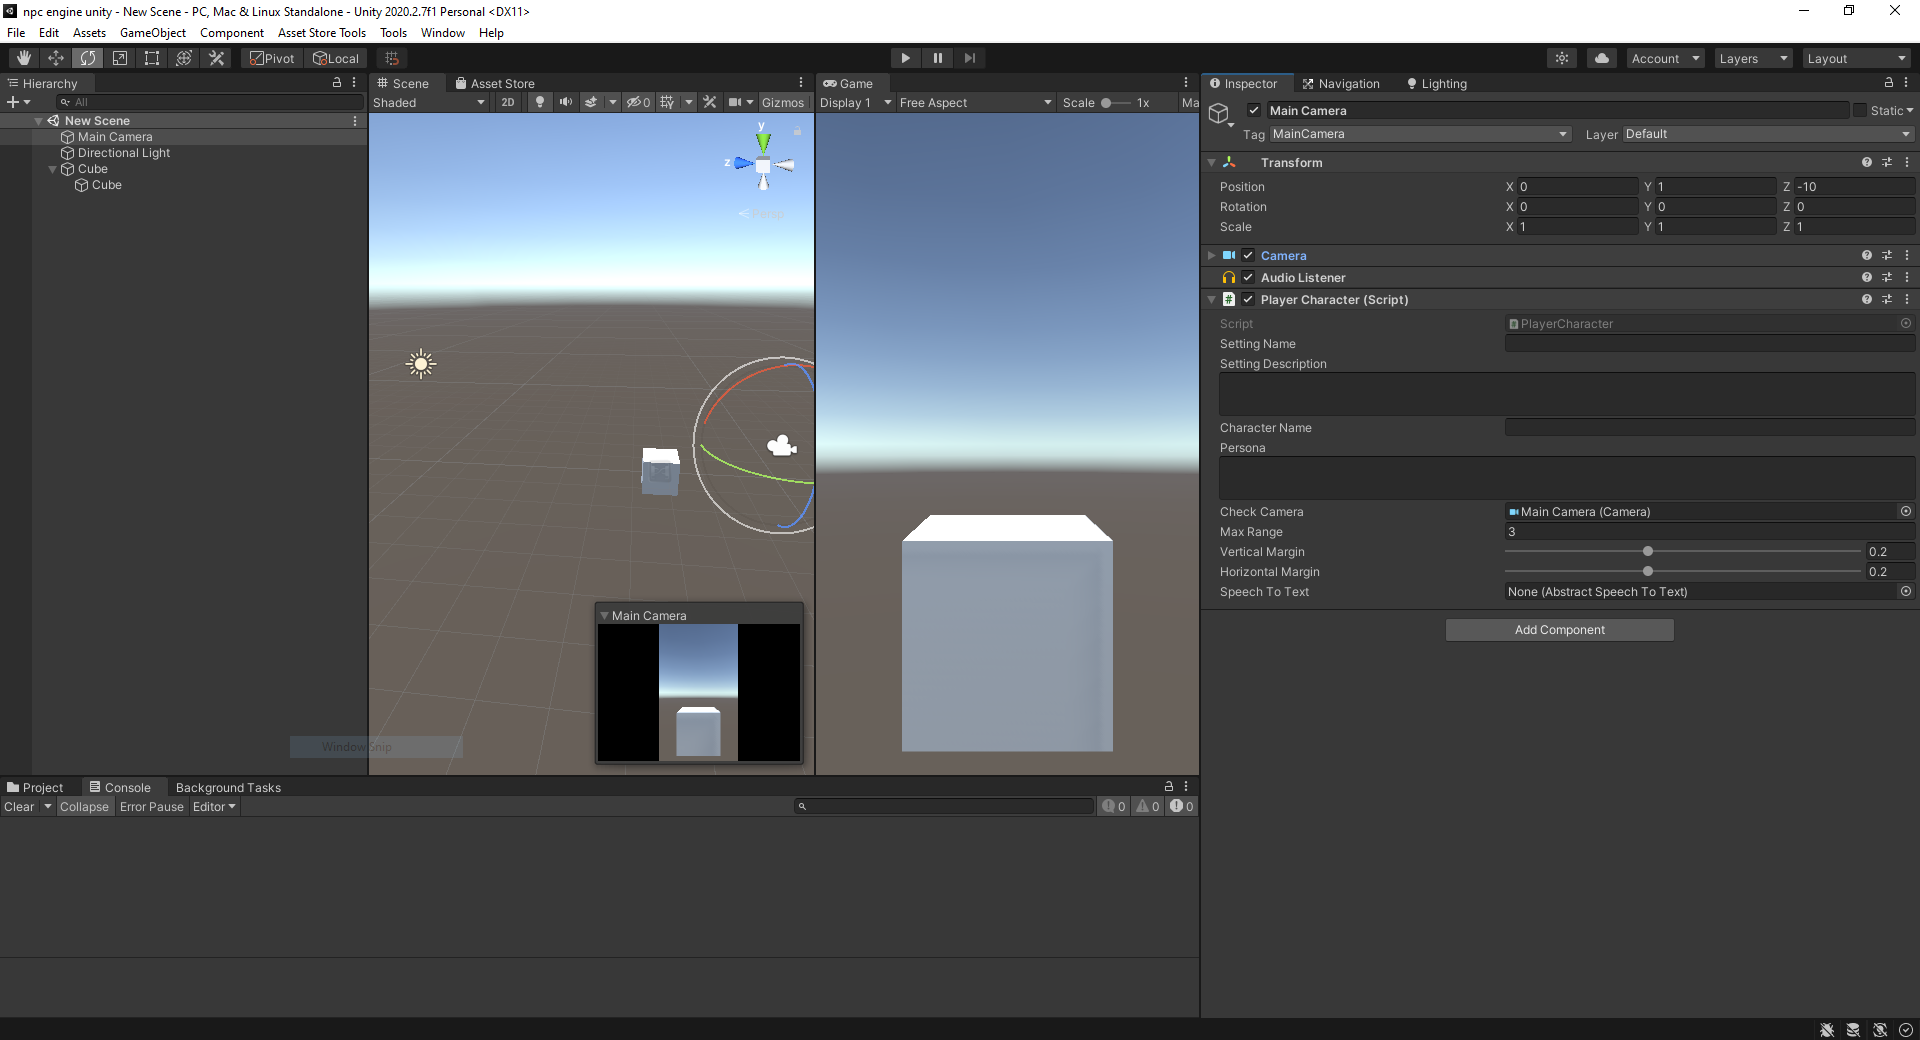 npc engine unity - New Scene - PC, Mac & Linux Standalone - Unity 2020.2.7f1 Personal <DX11>
File Edit Assets GameObject Component Asset Store Tools Tools Window Help
Pivot Local Account Layers Layout
Hierarchy
All
New Scene
Main Camera
Directional Light
Cube
Cube
Scene Asset Store
Shaded 2D 0 Gizmos
y
z
Persp
Main Camera
Window Snip
Game
Display 1 Free Aspect Scale 1x Ma
Inspector Navigation Lighting
Main Camera Static
Tag MainCamera Layer Default
Transform
Position X 0 Y 1 Z -10
Rotation X 0 Y 0 Z 0
Scale X 1 Y 1 Z 1
Camera
Audio Listener
# Player Character (Script)
Script PlayerCharacter
Setting Name
Setting Description
Character Name
Persona
Check Camera Main Camera (Camera)
Max Range 3
Vertical Margin 0.2
Horizontal Margin 0.2
Speech To Text None (Abstract Speech To Text)
Add Component
Project Console Background Tasks
Clear Collapse Error Pause Editor 0 0 0